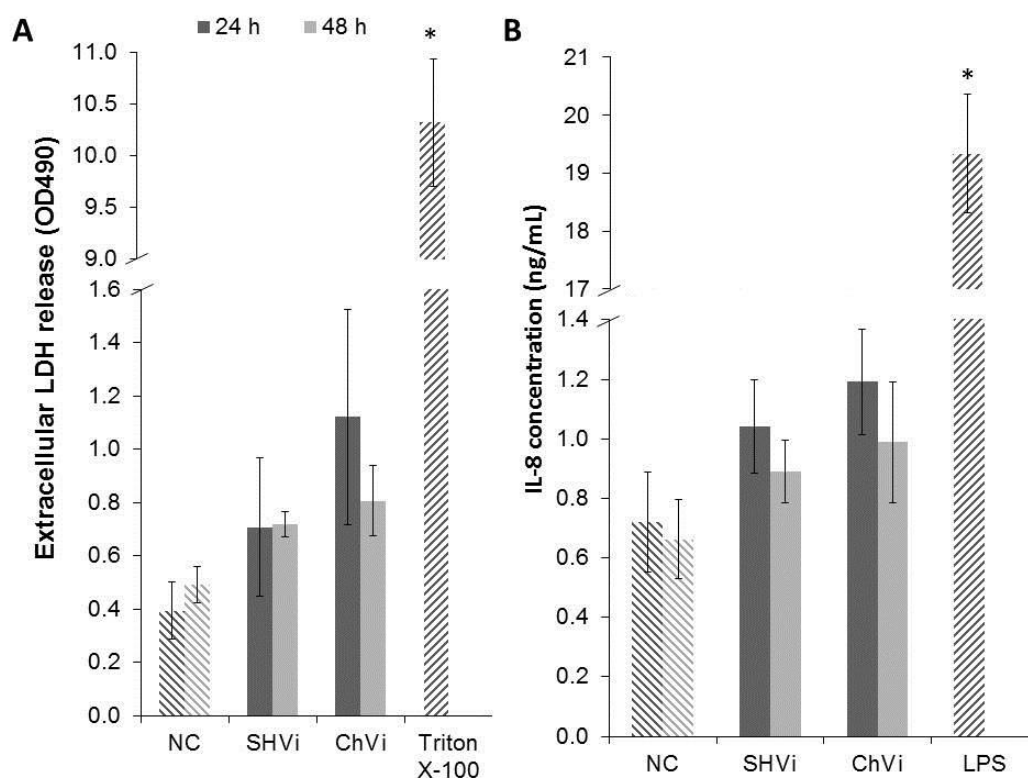 A
24 h
48 h
*
Extracellular LDH release (OD490)
11.0
10.5
10.0
9.5
9.0
1.6
1.4
1.2
1.0
0.8
0.6
0.4
0.2
0.0
NC
SHVi
ChVi
Triton
X-100
B
*
IL-8 concentration (ng/mL)
21
20
19
18
17
1.4
1.2
1.0
0.8
0.6
0.4
0.2
0.0
NC
SHVi
ChVi
LPS